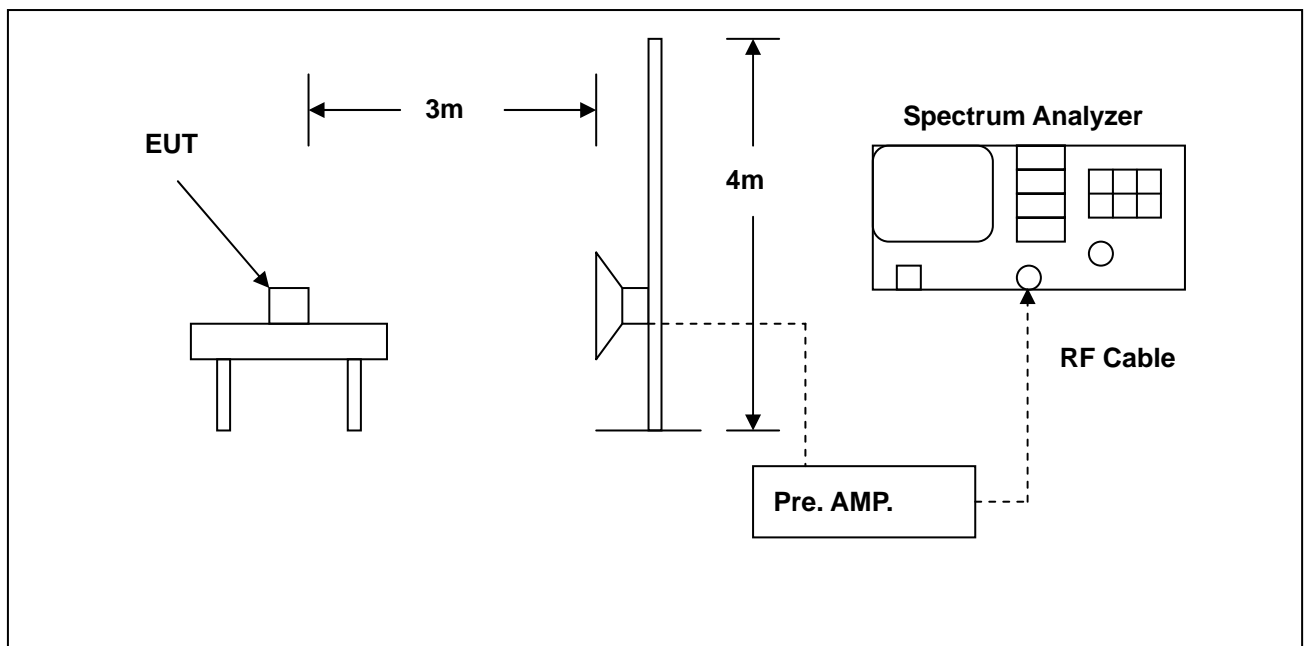 3m
Spectrum Analyzer
EUT
4m
RF Cable
Pre. AMP.